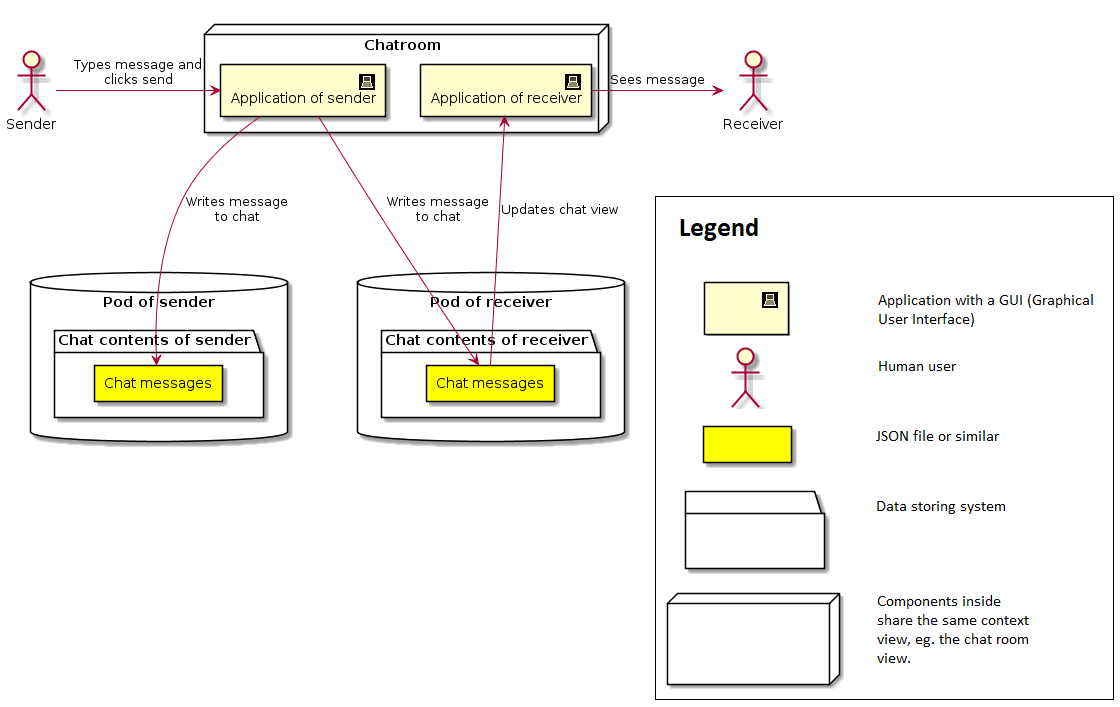 Chatroom
Types message and
clicks send
Application of sender
Application of receiver
Sees message
Sender
Receiver
Writes message
to chat
Writes message
to chat
Updates chat view
Pod of sender
Chat contents of sender
Chat messages
Pod of receiver
Chat contents of receiver
Chat messages
Legend
Application with a GUI (Graphical
User Interface)
Human user
JSON file or similar
Data storing system
Components inside
share the same context
view, eg. the chat room
view.